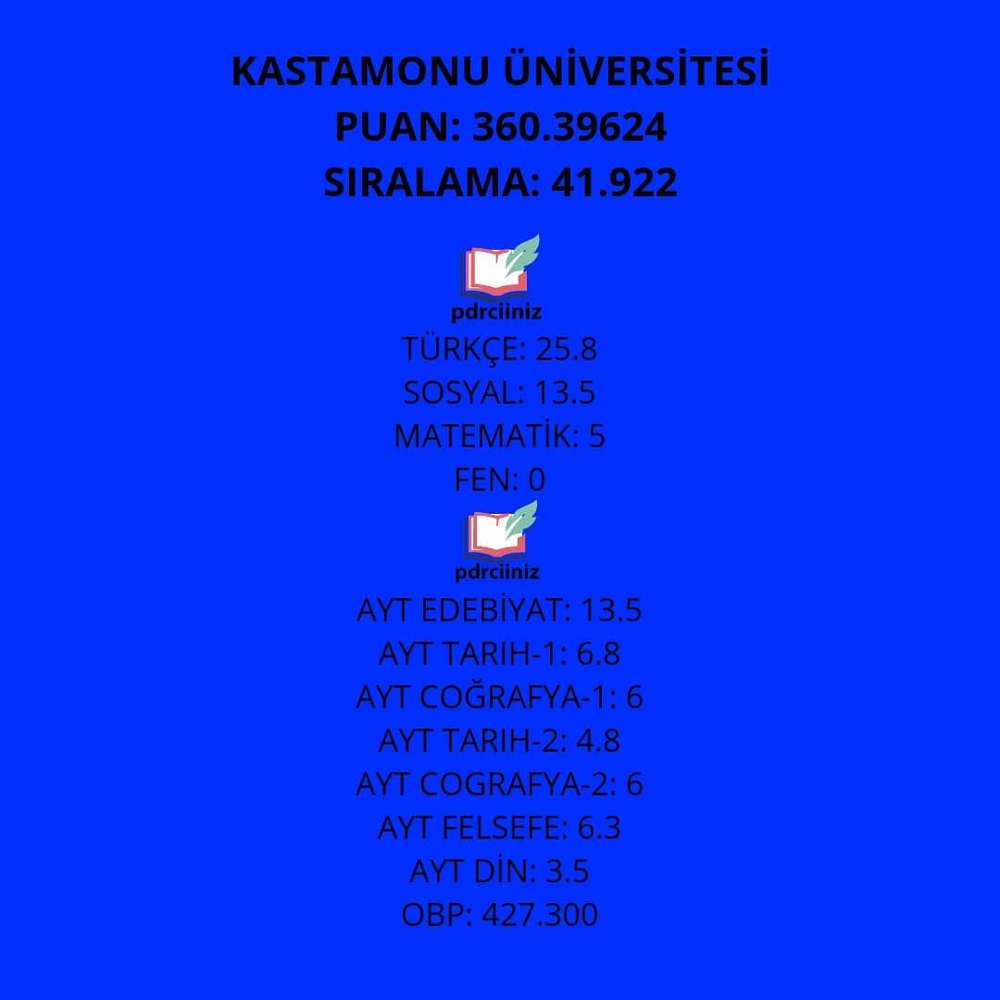 KASTAMONU ÜNİVERSİTESİ
PUAN: 360.39624
SIRALAMA: 41.922
pdrciiniz
TÜRKÇE: 25.8
SOSYAL: 13.5
MATEMATİK: 5
FEN: 0
pdrciiniz
AYT EDEBİYAT: 13.5
AYT TARIH-1: 6.8
AYT COĞRAFYA-1: 6
AYT TARIH-2: 4.8
AYT COGRAFYA-2: 6
AYT FELSEFE: 6.3
AYT DİN: 3.5
OBP: 427.300